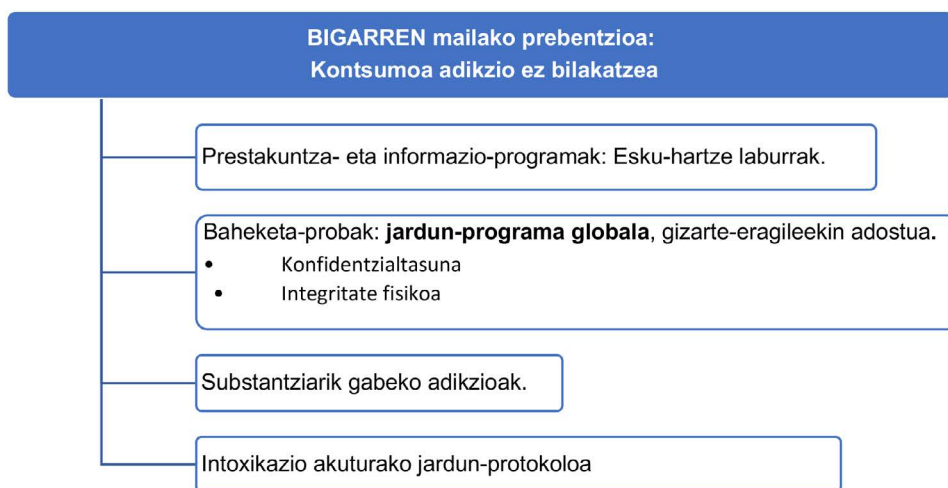 BIGARREN mailako prebentzioa:
Kontsumoa adikzio ez bilakatzea
Prestakuntza- eta informazio-programak: Esku-hartze laburrak.
Baheketa-probak: jardun-programa globala, gizarte-eragileekin adostua.
• Konfidentzialtasuna
• Integritate fisikoa
Substantziarik gabeko adikzioak.
Intoxikazio akuturako jardun-protokoloa